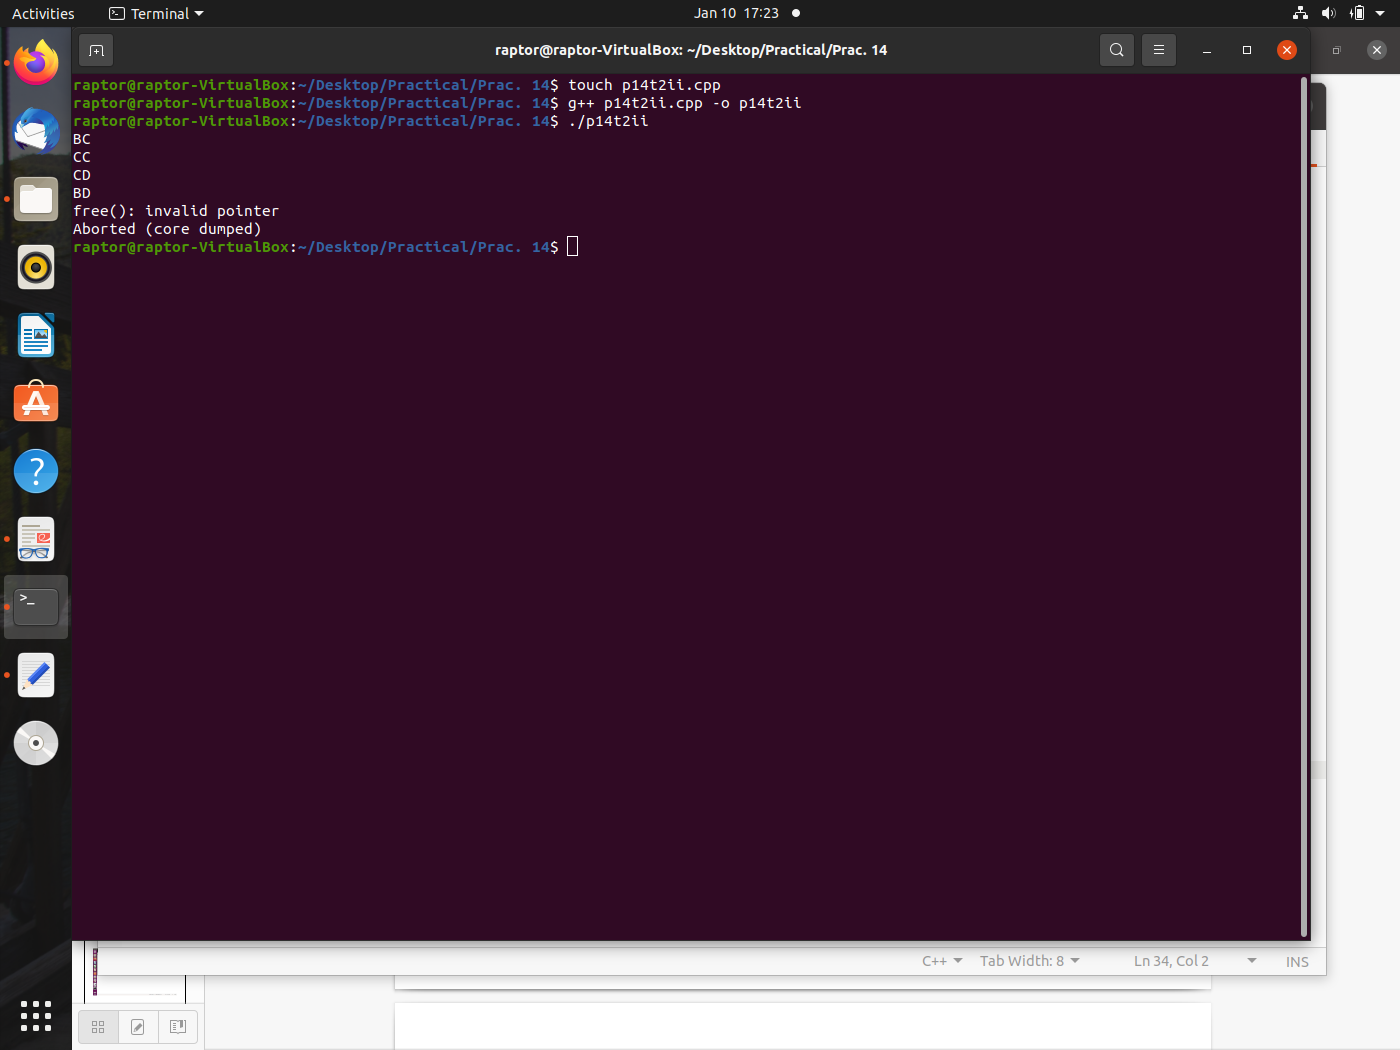 Activities
Terminal
Jan 10 17:23
raptor@raptor-VirtualBox: ~/Desktop/Practical/Prac. 14
raptor@raptor-VirtualBox:~/Desktop/Practical/Prac. 14$ touch p14t2ii.cpp
raptor@raptor-VirtualBox:~/Desktop/Practical/Prac. 14$ g++ p14t2ii.cpp -o p14t2ii
raptor@raptor-VirtualBox:~/Desktop/Practical/Prac. 14$ ./p14t2ii
BC
CC
CD
BD
free(): invalid pointer
Aborted (core dumped)
raptor@raptor-VirtualBox:~/Desktop/Practical/Prac. 14$
C++ Tab Width: 8 Ln 34, Col 2 INS